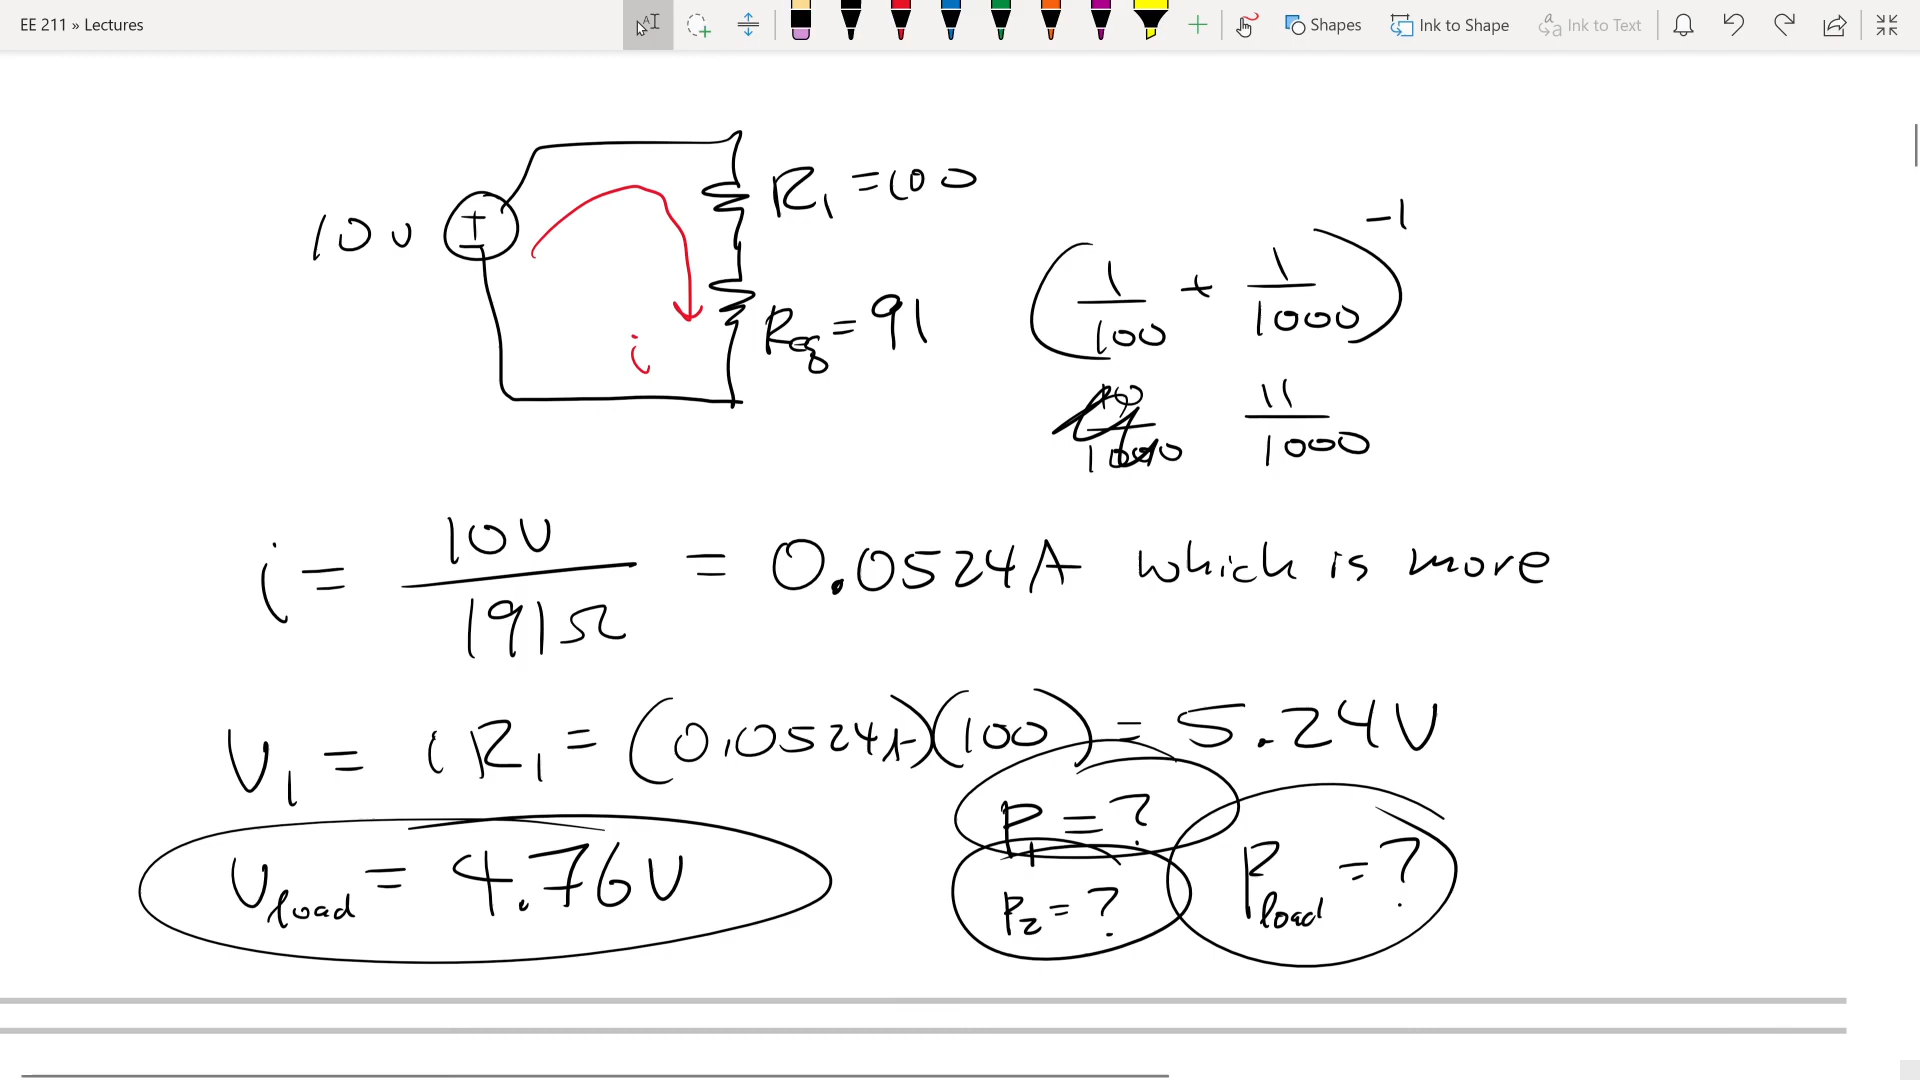 EE 211 » Lectures
Shapes
Ink to Shape
Ink to Text
10V
+
R₁ = 100
i
Req = 91
(1/100 + 1/1000)⁻¹
11/1000
i = 10V/191Ω = 0.0524A which is more
V₁ = iR₁ = (0.0524A)(100) = 5.24V
Vload = 4.76V
P₁ = ?
P₂ = ?
Pload = ?